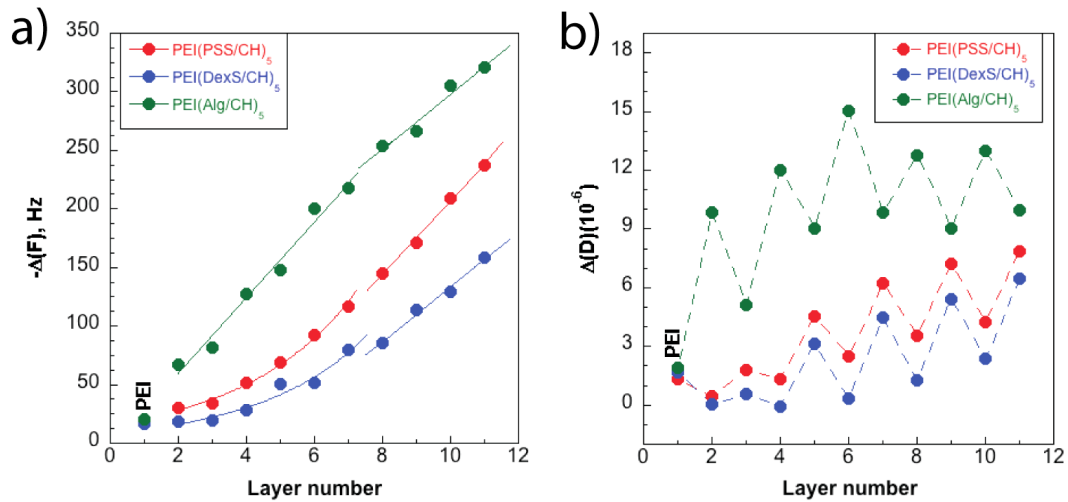 a)
350
300
250
200
150
100
50
0
-Δ(F), Hz
PEI(PSS/CH)5
PEI(DexS/CH)5
PEI(Alg/CH)5
PEI
0 2 4 6 8 10 12
Layer number
b)
18
15
12
9
6
3
0
Δ(D)(10-6)
PEI(PSS/CH)5
PEI(DexS/CH)5
PEI(Alg/CH)5
PEI
0 2 4 6 8 10 12
Layer number